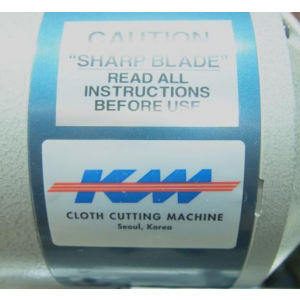 CAUTION
"SHARP BLADE"
READ ALL
INSTRUCTIONS
BEFORE USE
KM
CLOTH CUTTING MACHINE
Seoul, Korea